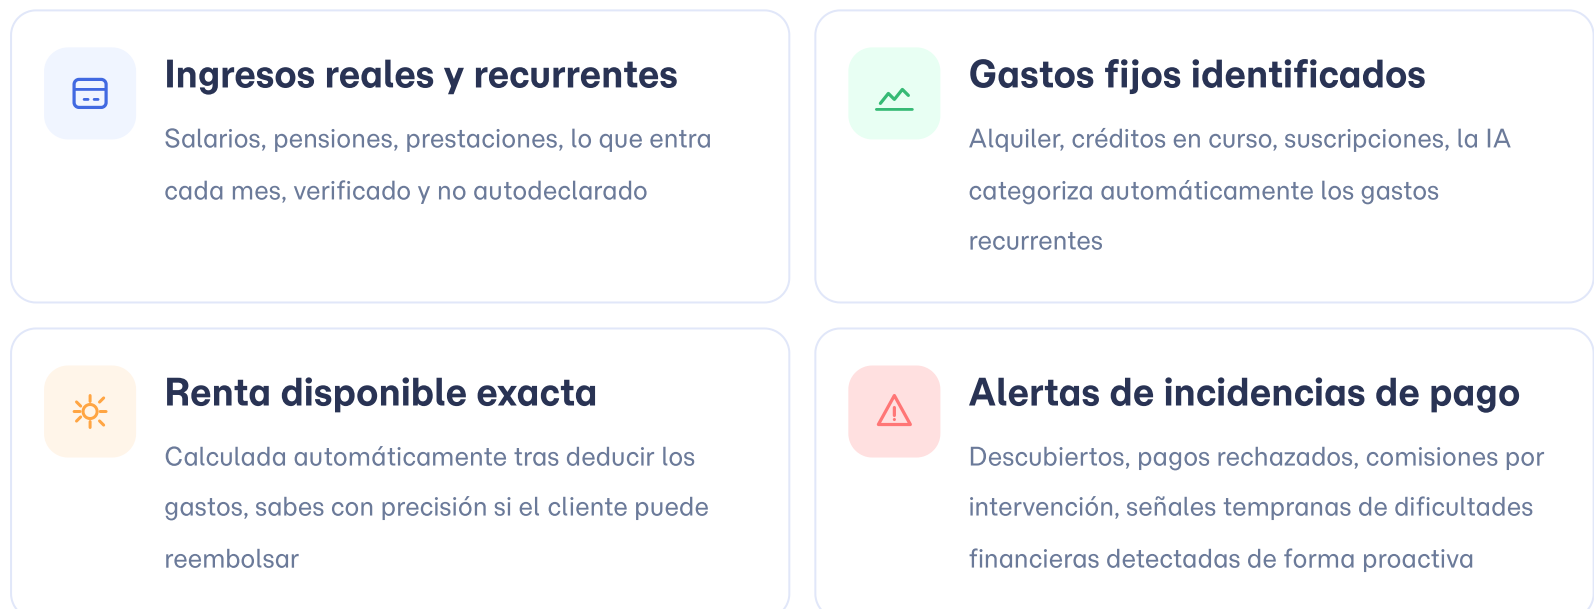 Ingresos reales y recurrentes
Salarios, pensiones, prestaciones, lo que entra
cada mes, verificado y no autodeclarado
Gastos fijos identificados
Alquiler, créditos en curso, suscripciones, la IA
categoriza automáticamente los gastos
recurrentes
Renta disponible exacta
Calculada automáticamente tras deducir los
gastos, sabes con precisión si el cliente puede
reembolsar
Alertas de incidencias de pago
Descubiertos, pagos rechazados, comisiones por
intervención, señales tempranas de dificultades
financieras detectadas de forma proactiva